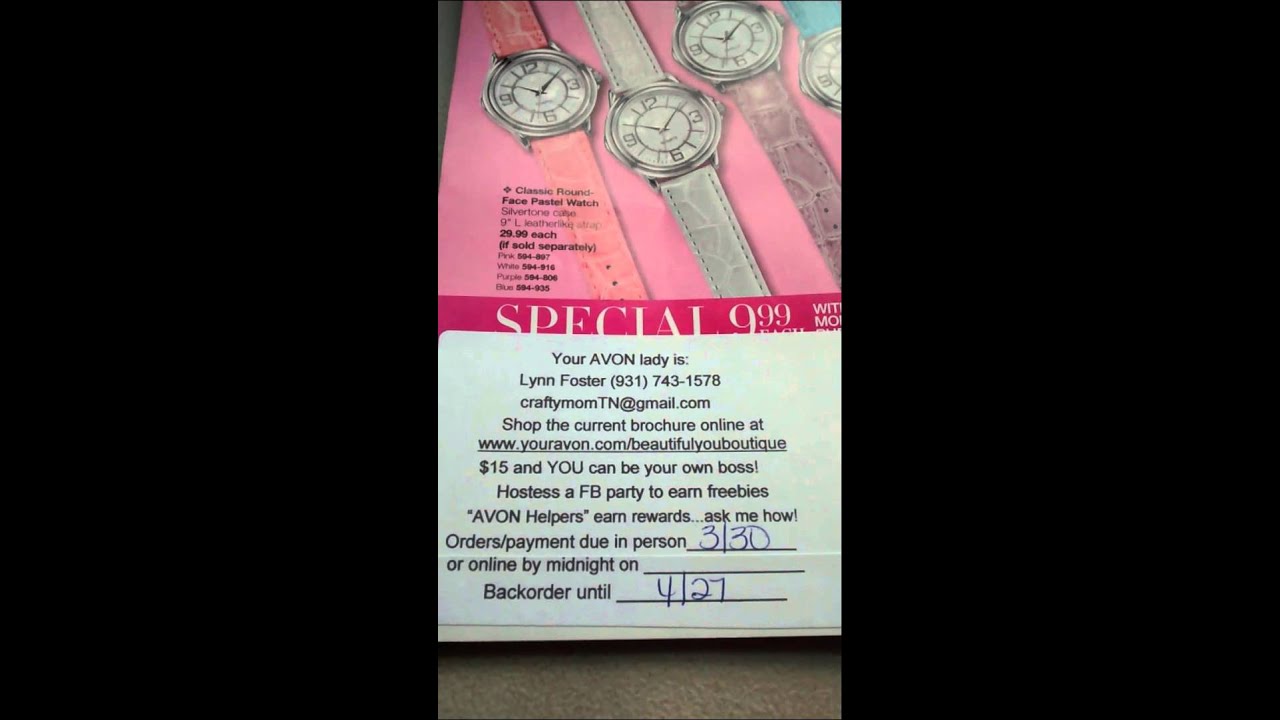 ❖ Classic Round-
Face Pastel Watch
Silvertone case.
9" L leatherlike strap
29.99 each
(if sold separately)
Pink 594-897
White 594-916
Purple 594-806
Blue 594-935
SPECIAL 9.99 EACH
Your AVON lady is:
Lynn Foster (931) 743-1578
craftymomTN@gmail.com
Shop the current brochure online at
www.youravon.com/beautifulyouboutique
$15 and YOU can be your own boss!
Hostess a FB party to earn freebies
“AVON Helpers” earn rewards...ask me how!
Orders/payment due in person 3/30
or online by midnight on
Backorder until 4/27